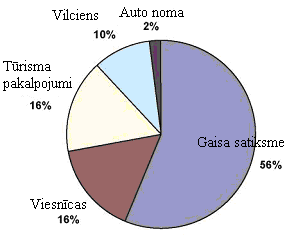 Vilciens
10%
Auto noma
2%
Tūrisma
pakalpojumi
16%
Gaisa satiksme
56%
Viesnīcas
16%